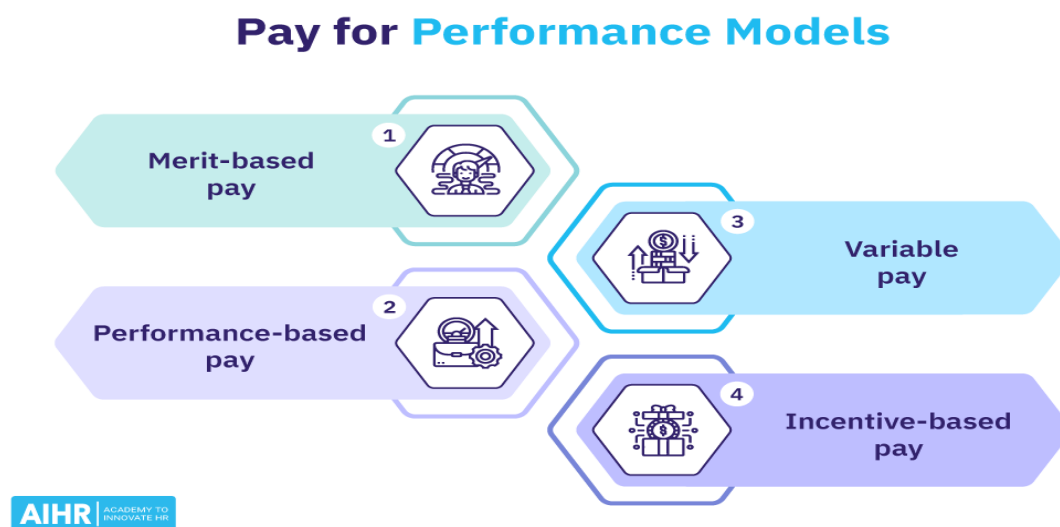 Pay for Performance Models
1
Merit-based
pay
2
Performance-based
pay
3
Variable
pay
4
Incentive-based
pay
AIHR
ACADEMY TO
INNOVATE HR